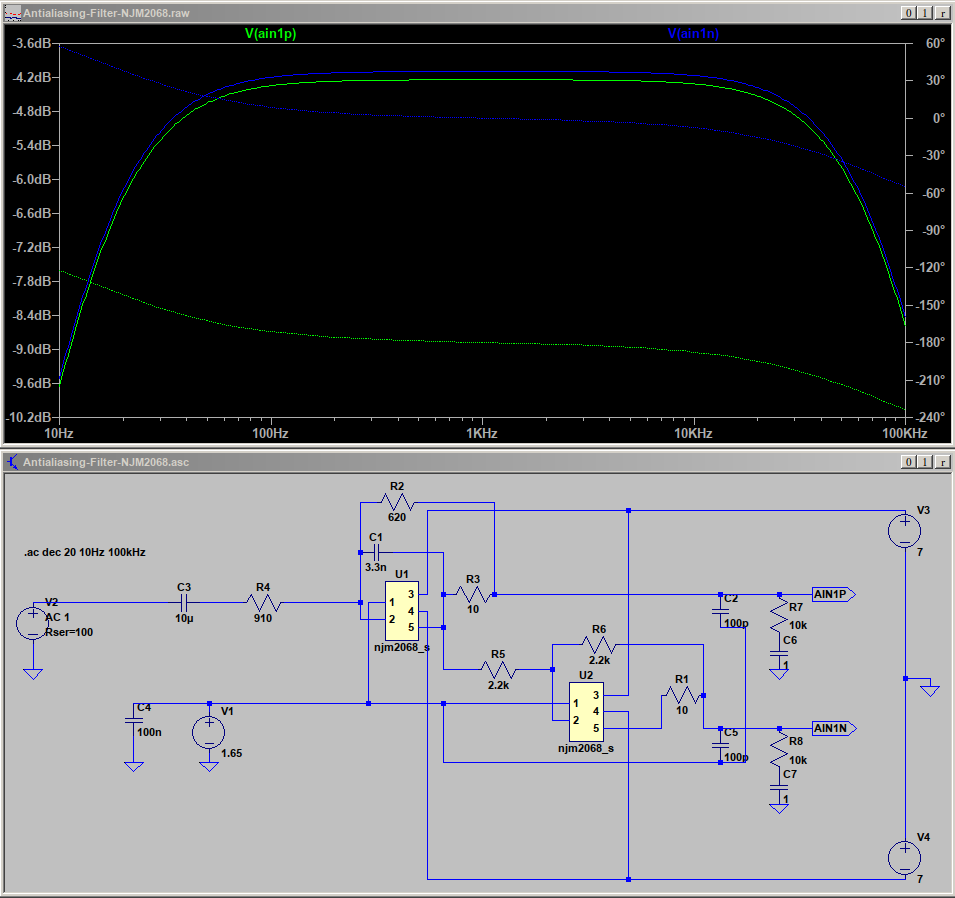 Antialiasing-Filter-NJM2068.raw
V(ain1p) V(ain1n)
-3.6dB 60°
-4.2dB 30°
-4.8dB 0°
-5.4dB -30°
-6.0dB -60°
-6.6dB -90°
-7.2dB -120°
-7.8dB -150°
-8.4dB -180°
-9.0dB -210°
-9.6dB -240°
-10.2dB
10Hz 100Hz 1KHz 10KHz 100KHz
Antialiasing-Filter-NJM2068.asc
.ac dec 20 10Hz 100kHz
R2
620
C1
3.3n
U1
1
2
3
4
5
njm2068_s
V2
AC 1
Rser=100
C3
10µ
R4
910
R3
10
R5
2.2k
R6
2.2k
U2
1
2
3
4
5
njm2068_s
R1
10
C2
100p
R7
10k
C6
1
AIN1P
C5
100p
R8
10k
C7
1
AIN1N
V3
7
V4
7
C4
100n
V1
1.65